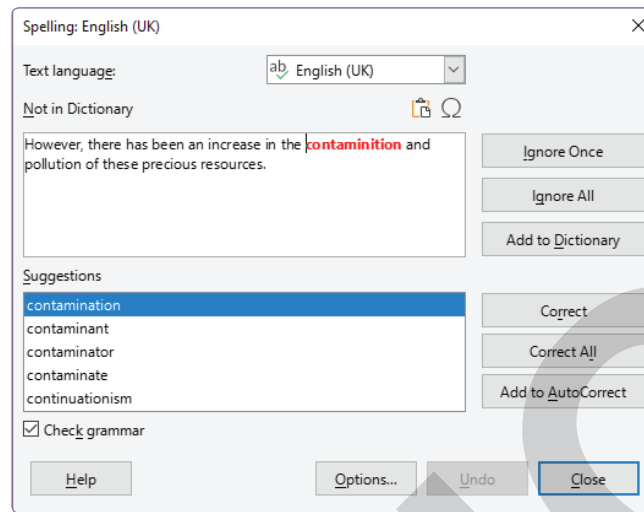 Spelling: English (UK)
Text language:
English (UK)
Not in Dictionary
However, there has been an increase in the contaminition and
pollution of these precious resources.
Ignore Once
Ignore All
Add to Dictionary
Suggestions
contamination
contaminant
contaminator
contaminate
continuationism
Correct
Correct All
Add to AutoCorrect
Check grammar
Help
Options...
Undo
Close